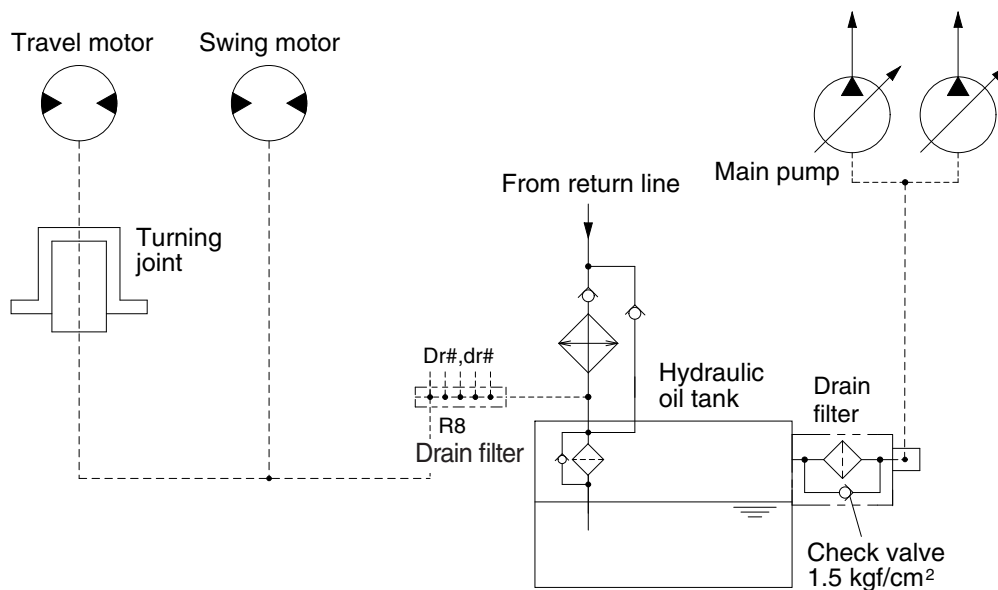 Travel motor
Swing motor
Main pump
From return line
Turning
joint
Dr#,dr#
R8
Drain filter
Hydraulic
oil tank
Drain
filter
Check valve
1.5 kgf/cm²